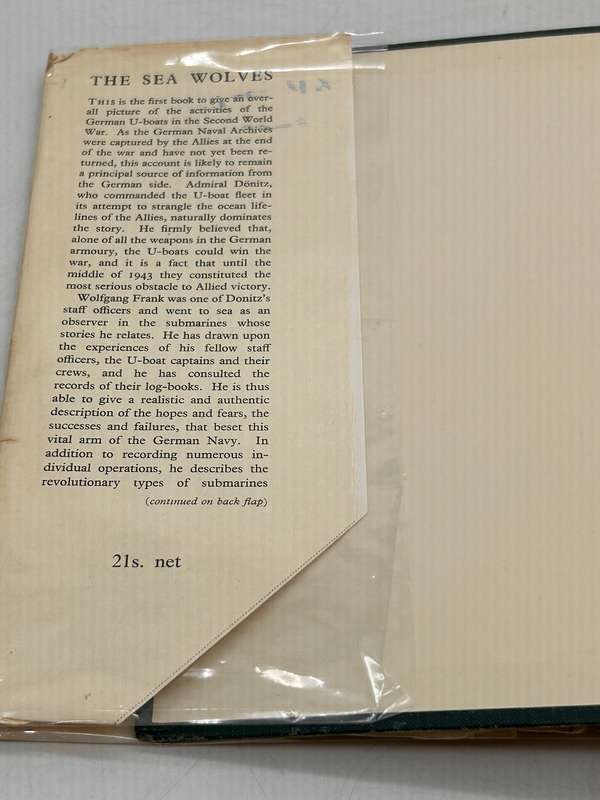 THE SEA WOLVES
THIS is the first book to give an over-
all picture of the activities of the
German U-boats in the Second World
War. As the German Naval Archives
were captured by the Allies at the end
of the war and have not yet been re-
turned, this account is likely to remain
a principal source of information from
the German side. Admiral Dönitz,
who commanded the U-boat fleet in
its attempt to strangle the ocean life-
lines of the Allies, naturally dominates
the story. He firmly believed that,
alone of all the weapons in the German
armoury, the U-boats could win the
war, and it is a fact that until the
middle of 1943 they constituted the
most serious obstacle to Allied victory.
Wolfgang Frank was one of Donitz's
staff officers and went to sea as an
observer in the submarines whose
stories he relates. He has drawn upon
the experiences of his fellow staff
officers, the U-boat captains and their
crews, and he has consulted the
records of their log-books. He is thus
able to give a realistic and authentic
description of the hopes and fears, the
successes and failures, that beset this
vital arm of the German Navy. In
addition to recording numerous in-
dividual operations, he describes the
revolutionary types of submarines
(continued on back flap)
21s. net